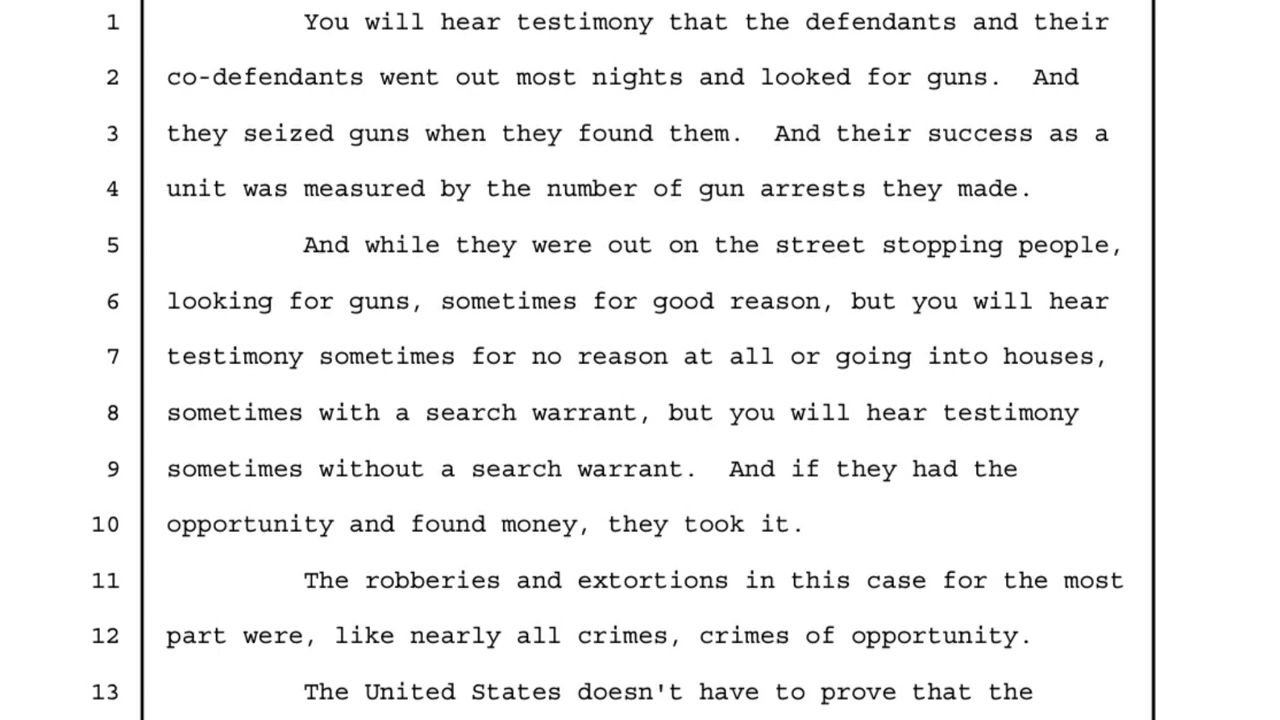 1 You will hear testimony that the defendants and their
2 co-defendants went out most nights and looked for guns.  And
3 they seized guns when they found them.  And their success as a
4 unit was measured by the number of gun arrests they made.
5 And while they were out on the street stopping people,
6 looking for guns, sometimes for good reason, but you will hear
7 testimony sometimes for no reason at all or going into houses,
8 sometimes with a search warrant, but you will hear testimony
9 sometimes without a search warrant.  And if they had the
10 opportunity and found money, they took it.
11 The robberies and extortions in this case for the most
12 part were, like nearly all crimes, crimes of opportunity.
13 The United States doesn't have to prove that the